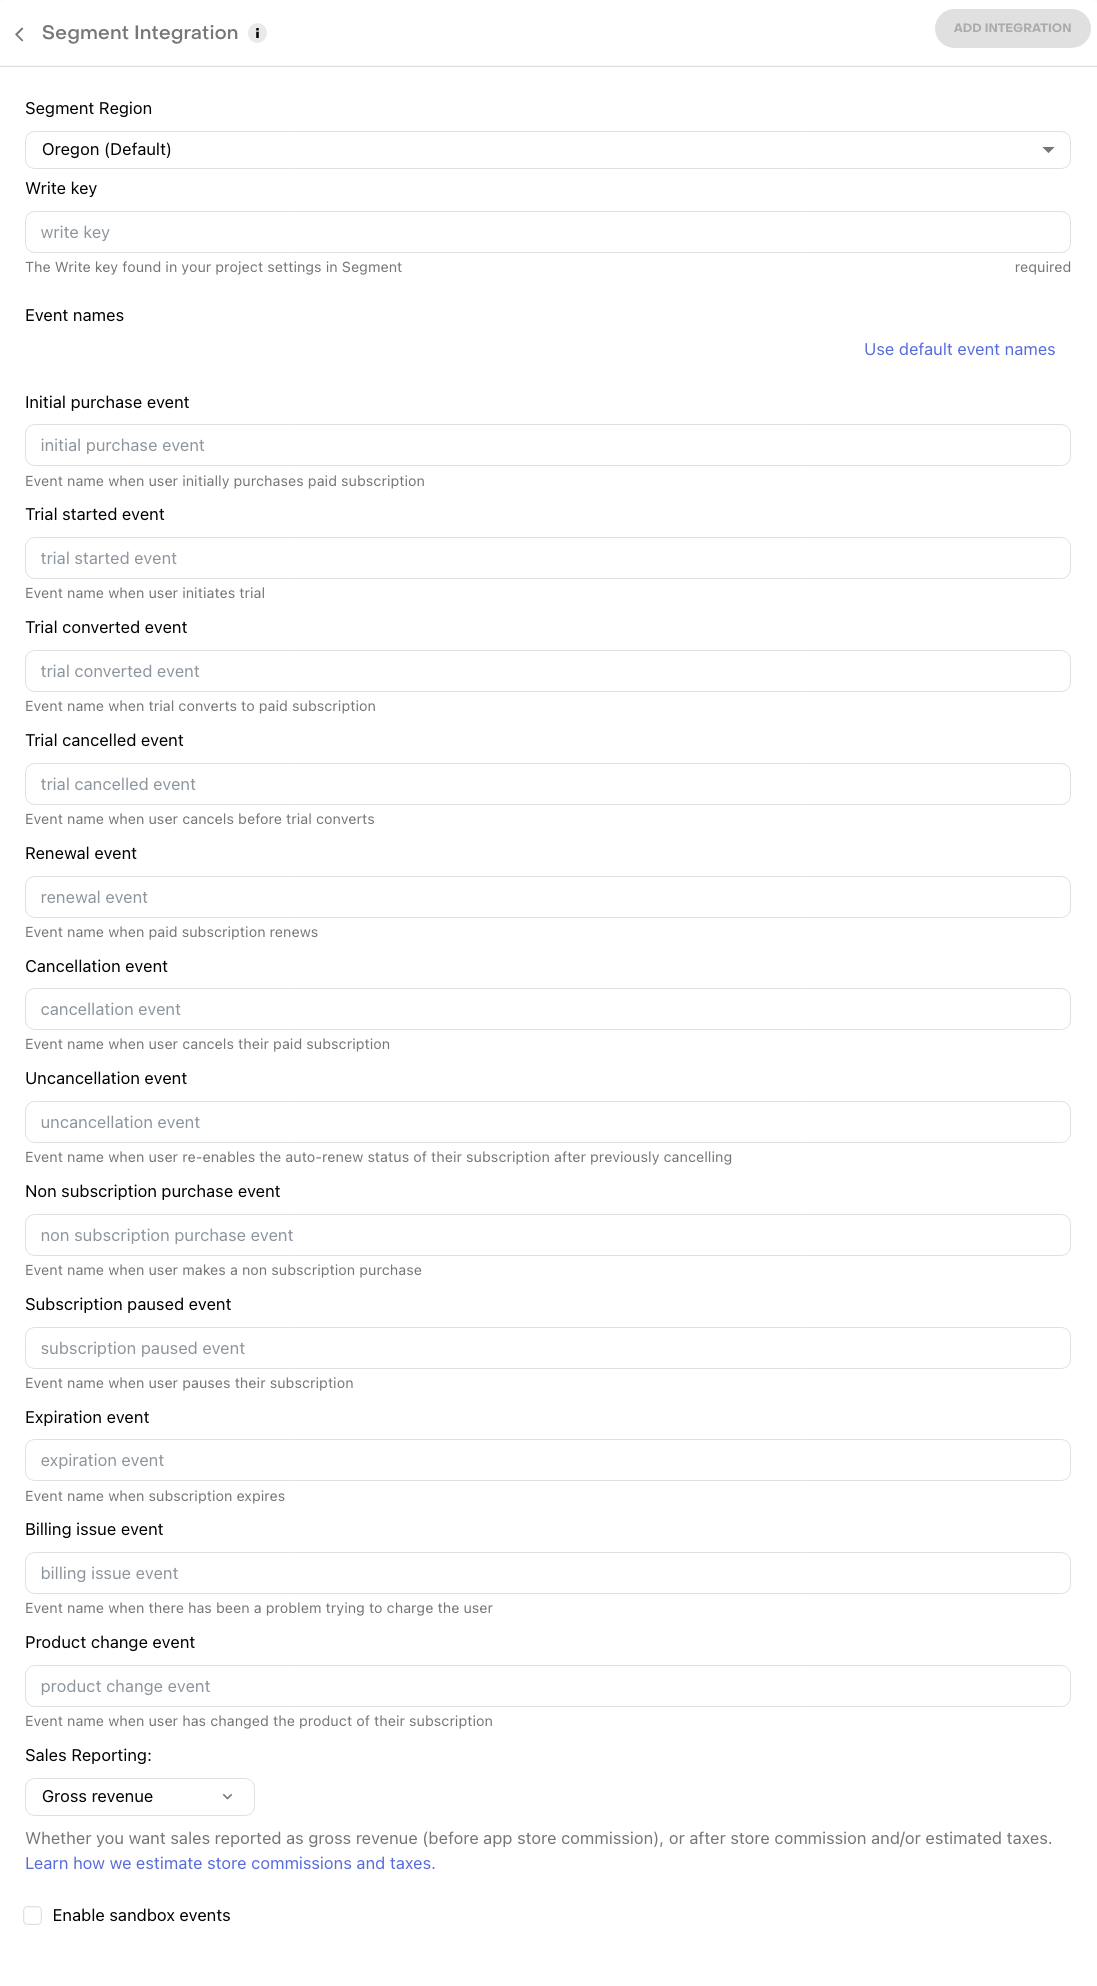 Segment Integration
ADD INTEGRATION
Segment Region
Oregon (Default)
Write key
write key
The Write key found in your project settings in Segment
required
Event names
Use default event names
Initial purchase event
initial purchase event
Event name when user initially purchases paid subscription
Trial started event
trial started event
Event name when user initiates trial
Trial converted event
trial converted event
Event name when trial converts to paid subscription
Trial cancelled event
trial cancelled event
Event name when user cancels before trial converts
Renewal event
renewal event
Event name when paid subscription renews
Cancellation event
cancellation event
Event name when user cancels their paid subscription
Uncancellation event
uncancellation event
Event name when user re-enables the auto-renew status of their subscription after previously cancelling
Non subscription purchase event
non subscription purchase event
Event name when user makes a non subscription purchase
Subscription paused event
subscription paused event
Event name when user pauses their subscription
Expiration event
expiration event
Event name when subscription expires
Billing issue event
billing issue event
Event name when there has been a problem trying to charge the user
Product change event
product change event
Event name when user has changed the product of their subscription
Sales Reporting:
Gross revenue
Whether you want sales reported as gross revenue (before app store commission), or after store commission and/or estimated taxes.
Learn how we estimate store commissions and taxes.
Enable sandbox events